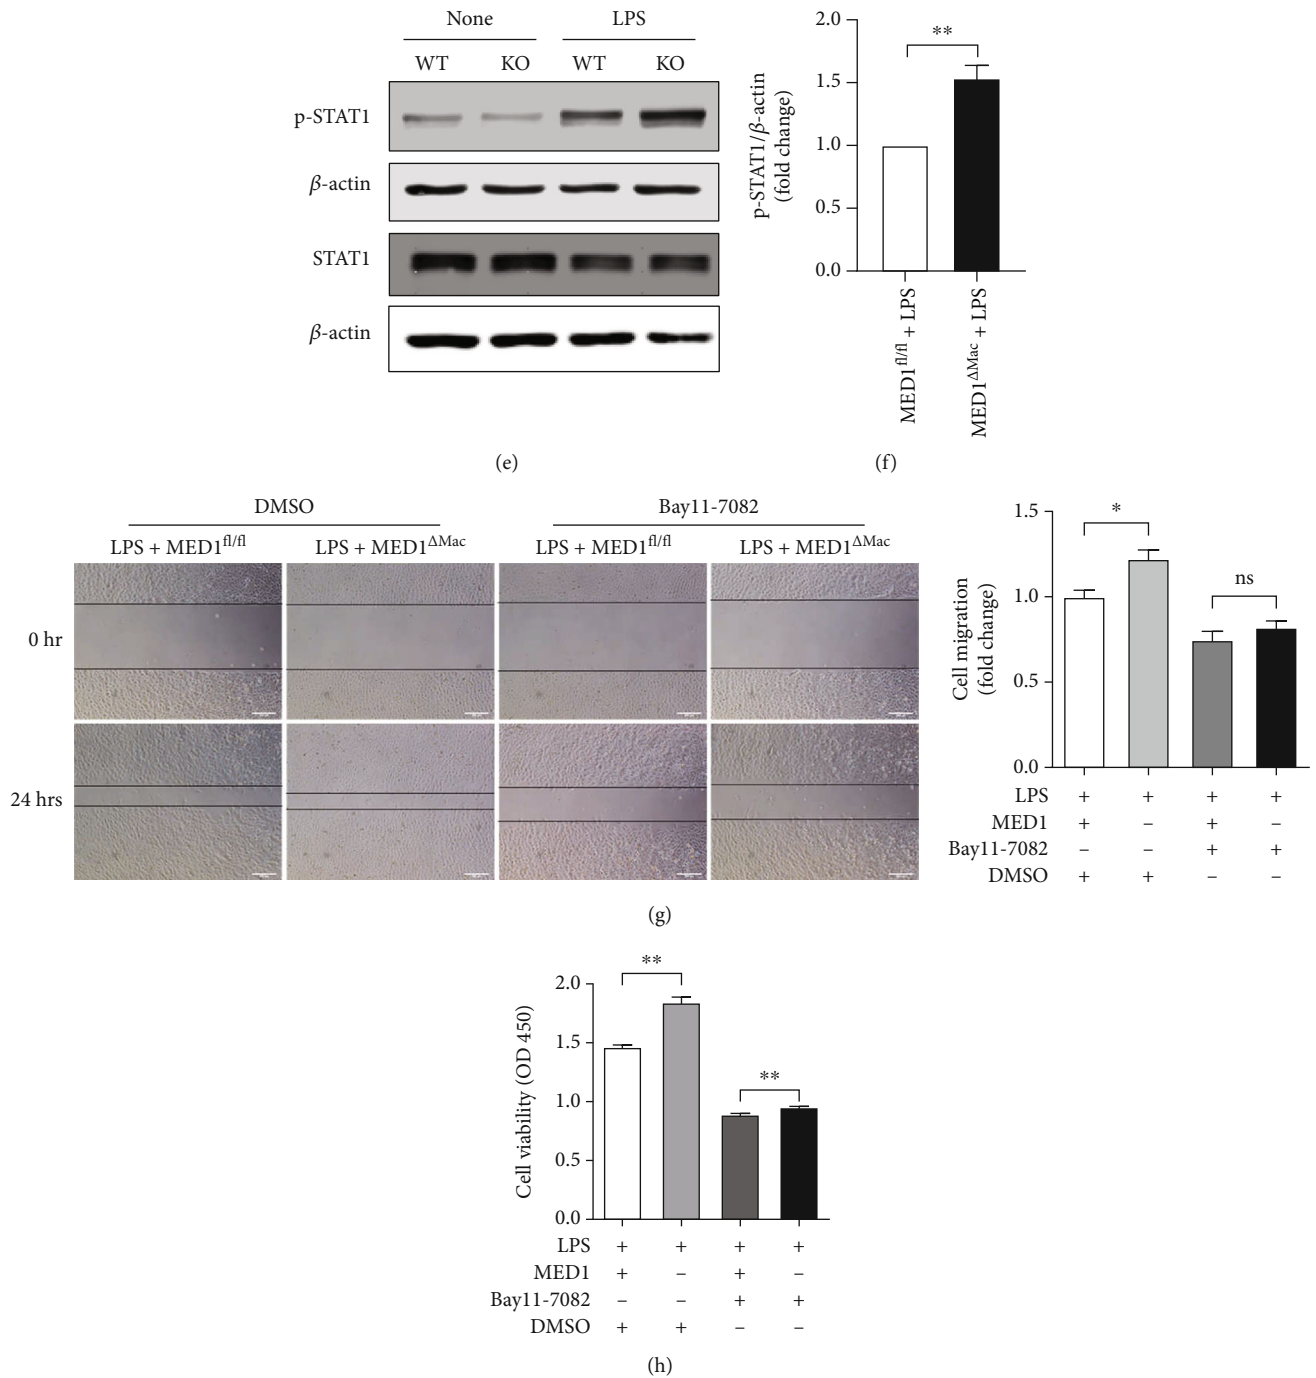 None LPS
WT KO WT KO
p-STAT1
β-actin
STAT1
β-actin
(e)
p-STAT1/β-actin
(fold change)
2.0
1.5
1.0
0.5
0.0
**
MED1fl/fl + LPS
MED1ΔMac + LPS
(f)
DMSO Bay11-7082
LPS + MED1fl/fl LPS + MED1ΔMac LPS + MED1fl/fl LPS + MED1ΔMac
0 hr
24 hrs
Cell migration
(fold change)
1.5
1.0
0.5
0.0
* ns
LPS + + + +
MED1 + – + –
Bay11-7082 – – + +
DMSO + + – –
(g)
Cell viability (OD 450)
2.0
1.5
1.0
0.5
0.0
** **
LPS + + + +
MED1 + – + –
Bay11-7082 – – + +
DMSO + + – –
(h)